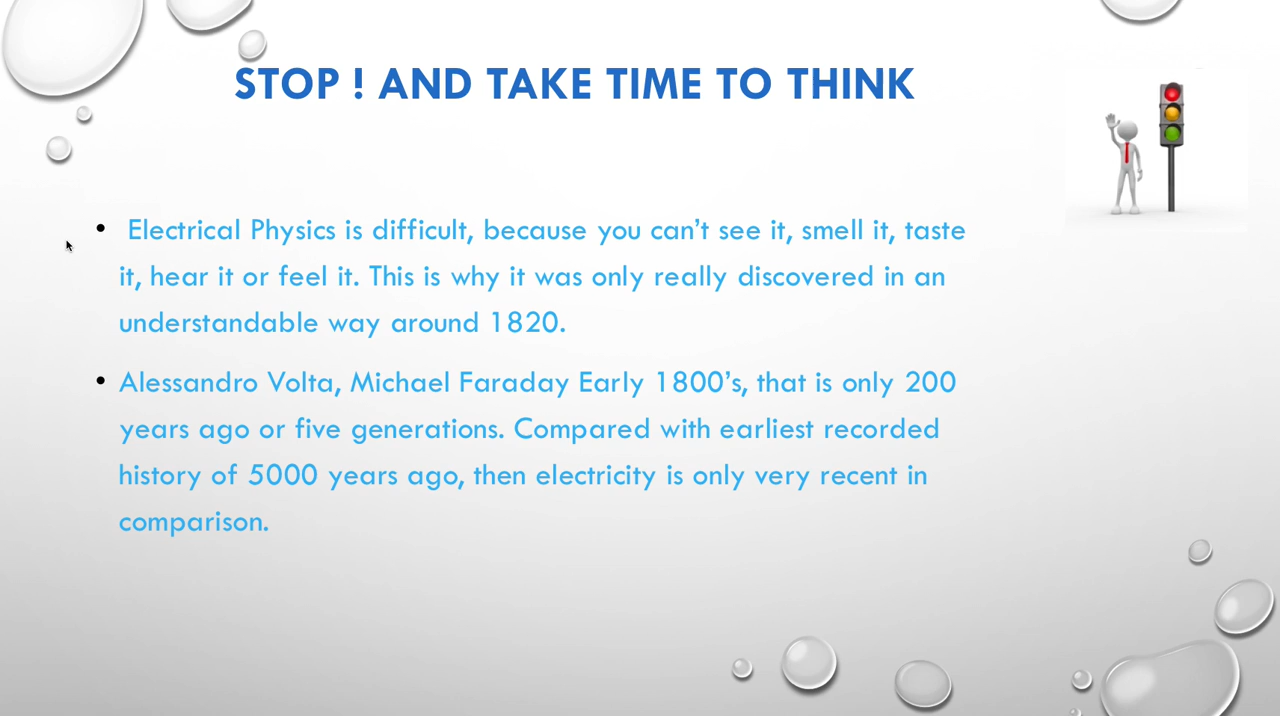 STOP ! AND TAKE TIME TO THINK
• Electrical Physics is difficult, because you can’t see it, smell it, taste
it, hear it or feel it. This is why it was only really discovered in an
understandable way around 1820.
• Alessandro Volta, Michael Faraday Early 1800’s, that is only 200
years ago or five generations. Compared with earliest recorded
history of 5000 years ago, then electricity is only very recent in
comparison.